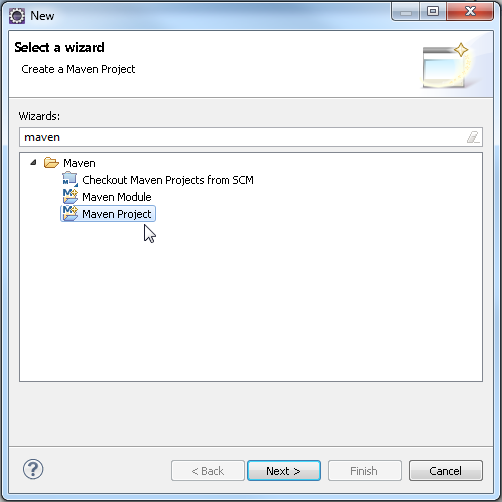 New
Select a wizard
Create a Maven Project
Wizards:
maven
Maven
Checkout Maven Projects from SCM
Maven Module
Maven Project
< Back
Next >
Finish
Cancel